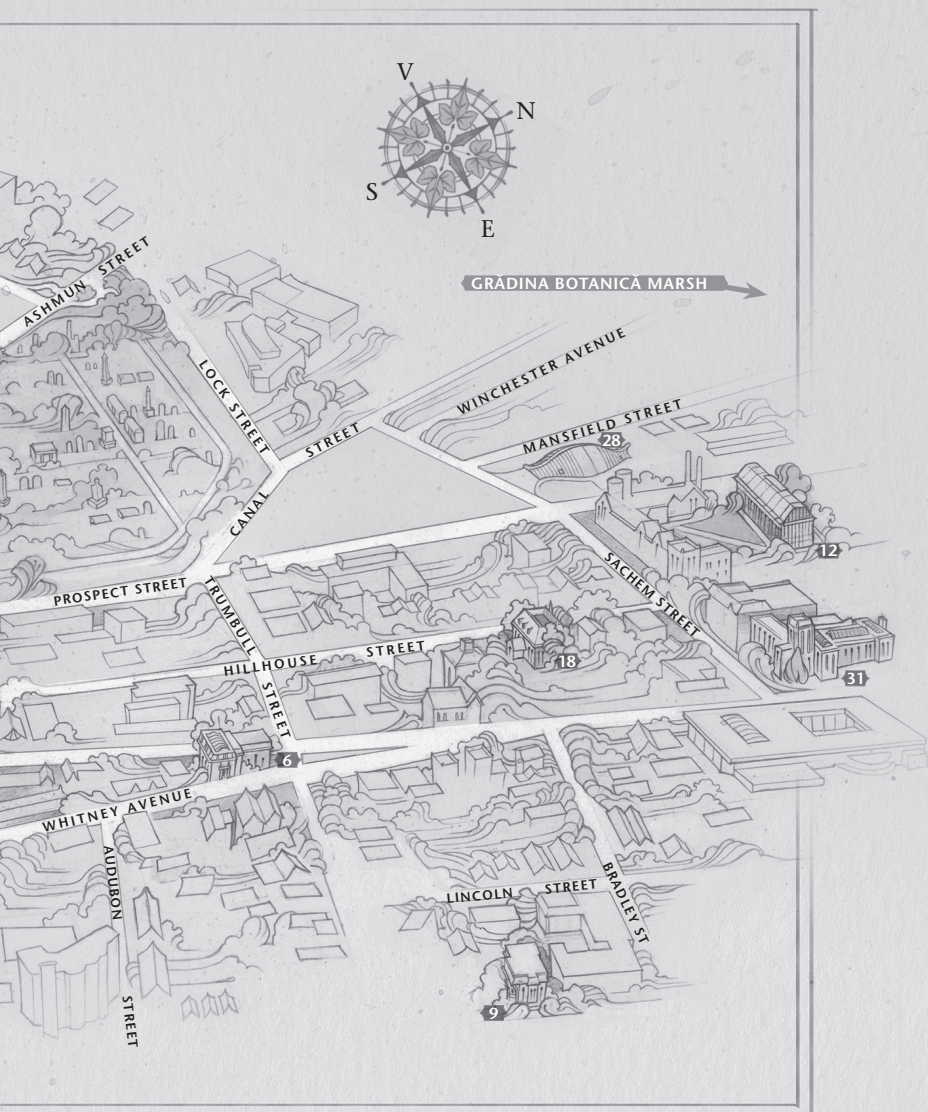 V
N
S
E
GRĂDINA BOTANICĂ MARSH
ASHMUN STREET
LOCK STREET
WINCHESTER AVENUE
MANSFIELD STREET
28
CANAL STREET
12
PROSPECT STREET
TRUMBULL STREET
SACHEM STREET
HILLHOUSE STREET
18
31
6
WHITNEY AVENUE
AUDUBON STREET
LINCOLN STREET
BRADLEY ST
9